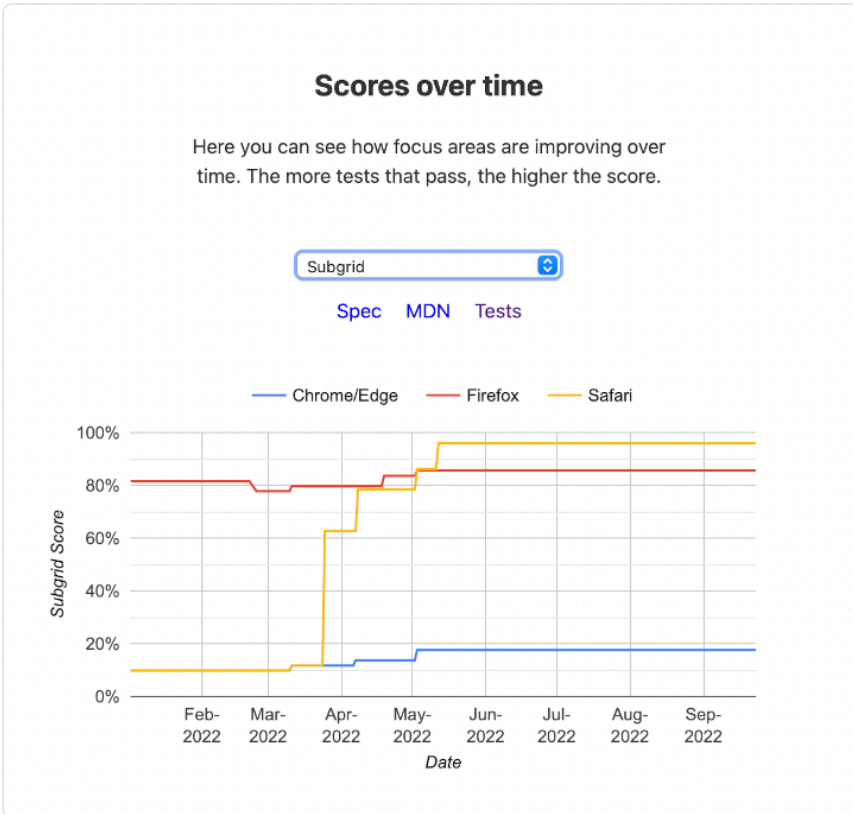 Scores over time
Here you can see how focus areas are improving over
time. The more tests that pass, the higher the score.
Subgrid
Spec MDN Tests
Chrome/Edge Firefox Safari
100%
80%
60%
40%
20%
0%
Subgrid Score
Feb- Mar- Apr- May- Jun- Jul- Aug- Sep-
2022 2022 2022 2022 2022 2022 2022 2022
Date